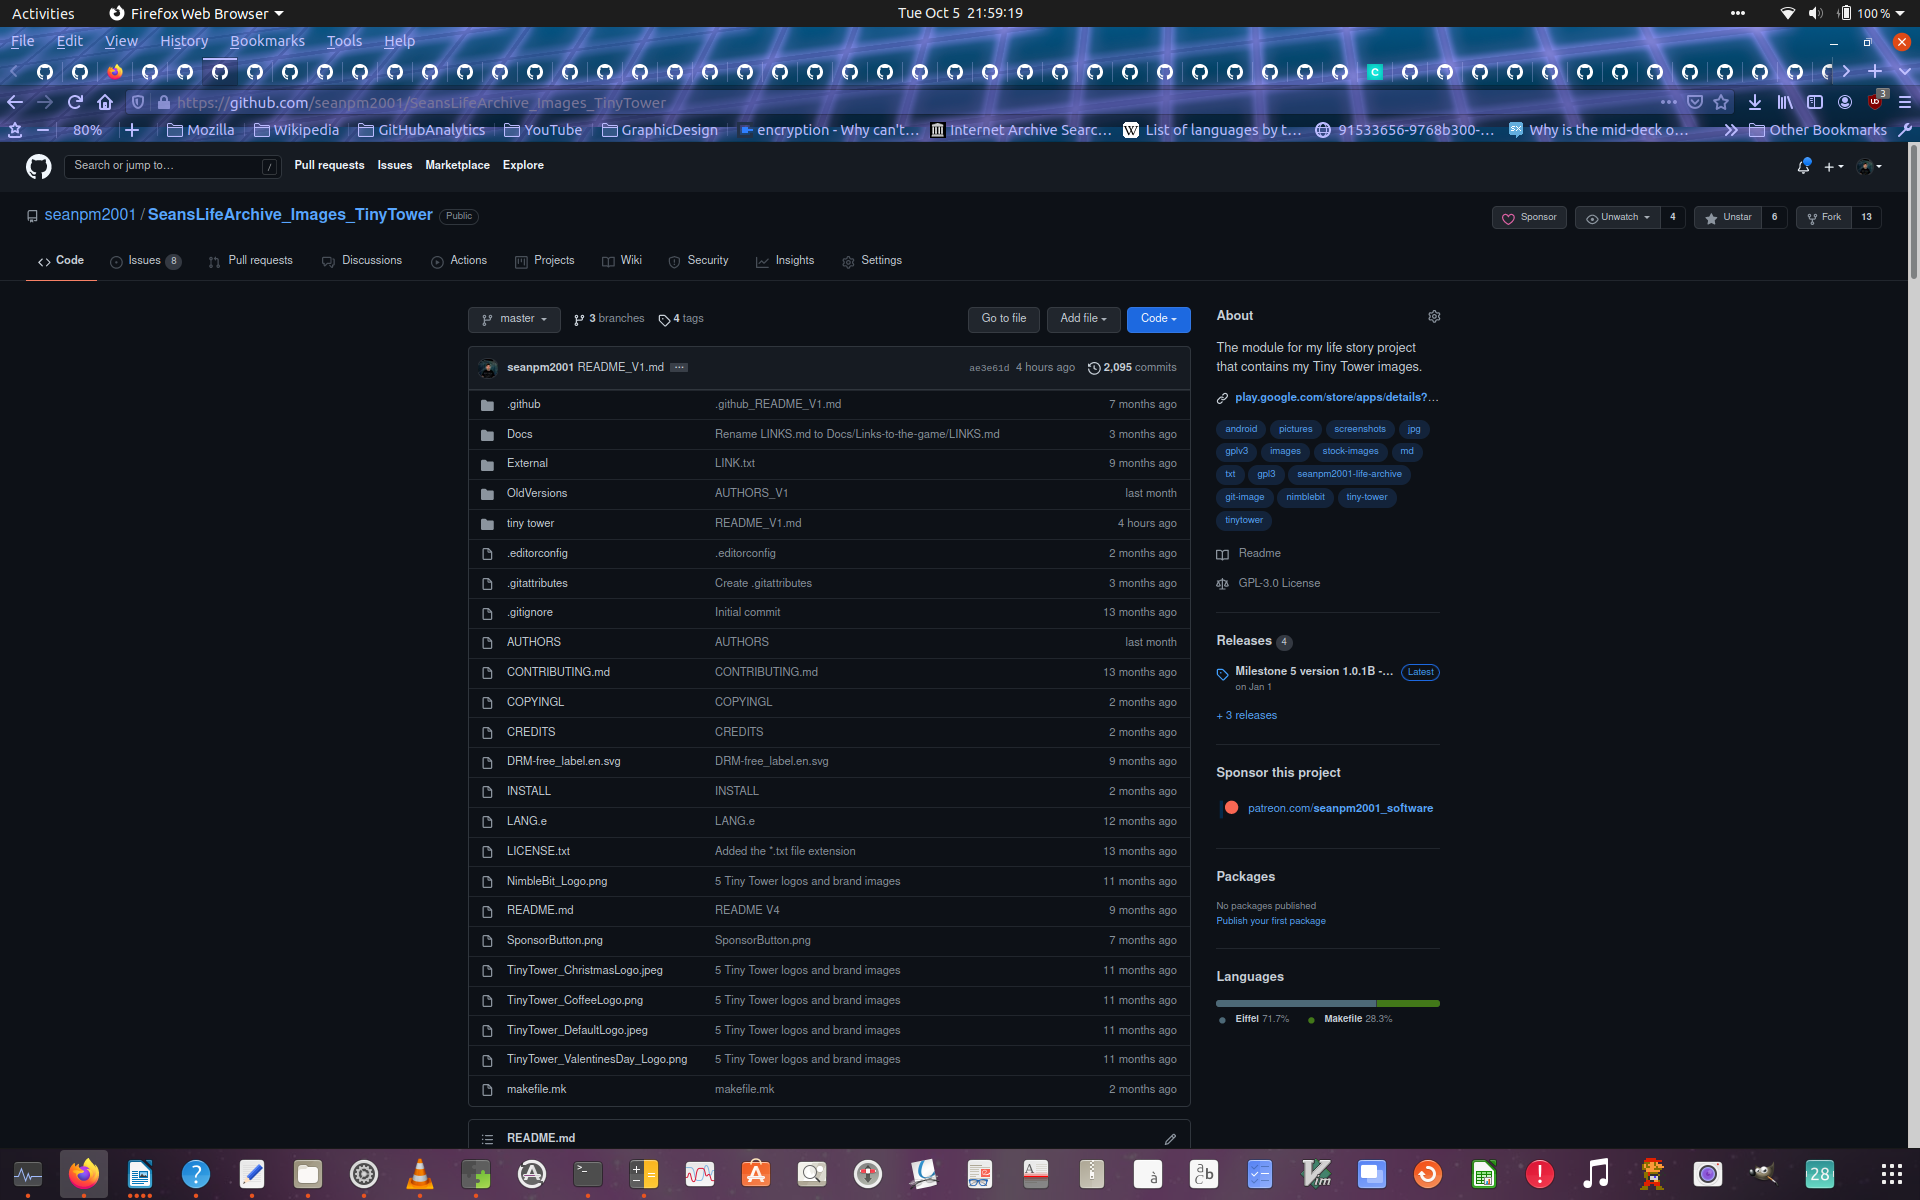 Activities Firefox Web Browser Tue Oct 5 21:59:19 100 %
File Edit View History Bookmarks Tools Help
https://github.com/seanpm2001/SeansLifeArchive_Images_TinyTower 3
80% Mozilla Wikipedia GitHubAnalytics YouTube GraphicDesign encryption - Why can't… Internet Archive Searc… List of languages by t… 91533656-9768b300-… Why is the mid-deck o… Other Bookmarks
Search or jump to… / Pull requests Issues Marketplace Explore
seanpm2001 / SeansLifeArchive_Images_TinyTower Public Sponsor Unwatch 4 Unstar 6 Fork 13
Code Issues 8 Pull requests Discussions Actions Projects Wiki Security Insights Settings
master 3 branches 4 tags Go to file Add file Code
seanpm2001 README_V1.md ··· ae3e61d 4 hours ago 2,095 commits
.github .github_README_V1.md 7 months ago
Docs Rename LINKS.md to Docs/Links-to-the-game/LINKS.md 3 months ago
External LINK.txt 9 months ago
OldVersions AUTHORS_V1 last month
tiny tower README_V1.md 4 hours ago
.editorconfig .editorconfig 2 months ago
.gitattributes Create .gitattributes 3 months ago
.gitignore Initial commit 13 months ago
AUTHORS AUTHORS last month
CONTRIBUTING.md CONTRIBUTING.md 13 months ago
COPYINGL COPYINGL 2 months ago
CREDITS CREDITS 2 months ago
DRM-free_label.en.svg DRM-free_label.en.svg 9 months ago
INSTALL INSTALL 2 months ago
LANG.e LANG.e 12 months ago
LICENSE.txt Added the *.txt file extension 13 months ago
NimbleBit_Logo.png 5 Tiny Tower logos and brand images 11 months ago
README.md README V4 9 months ago
SponsorButton.png SponsorButton.png 7 months ago
TinyTower_ChristmasLogo.jpeg 5 Tiny Tower logos and brand images 11 months ago
TinyTower_CoffeeLogo.png 5 Tiny Tower logos and brand images 11 months ago
TinyTower_DefaultLogo.jpeg 5 Tiny Tower logos and brand images 11 months ago
TinyTower_ValentinesDay_Logo.png 5 Tiny Tower logos and brand images 11 months ago
makefile.mk makefile.mk 2 months ago
README.md
About
The module for my life story project
that contains my Tiny Tower images.
play.google.com/store/apps/details?…
android pictures screenshots jpg
gplv3 images stock-images md
txt gpl3 seanpm2001-life-archive
git-image nimblebit tiny-tower
tinytower
Readme
GPL-3.0 License
Releases 4
Milestone 5 version 1.0.1B -… Latest
on Jan 1
+ 3 releases
Sponsor this project
patreon.com/seanpm2001_software
Packages
No packages published
Publish your first package
Languages
Eiffel 71.7% Makefile 28.3%
28